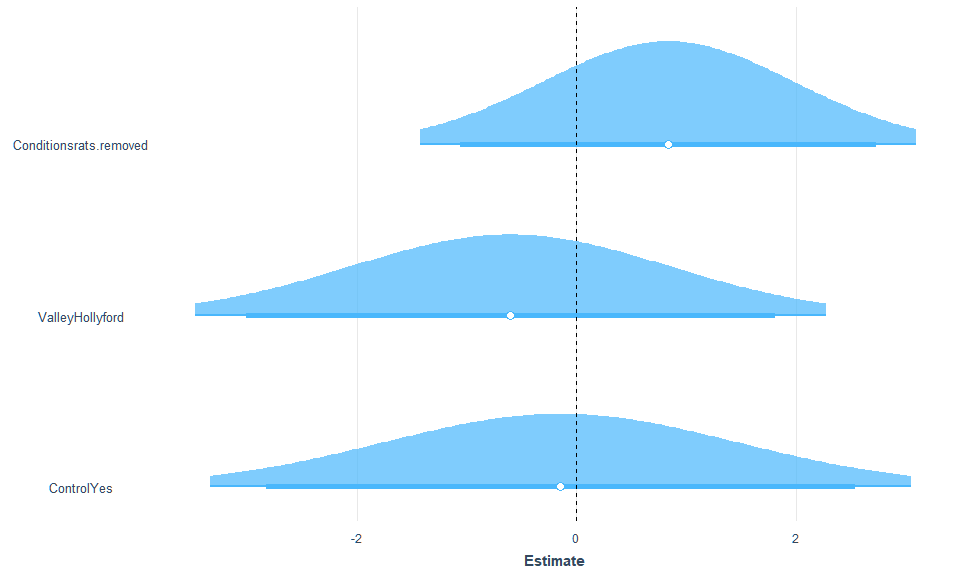 Conditionsrats.removed
ValleyHollyford
ControlYes
-2
0
2
Estimate